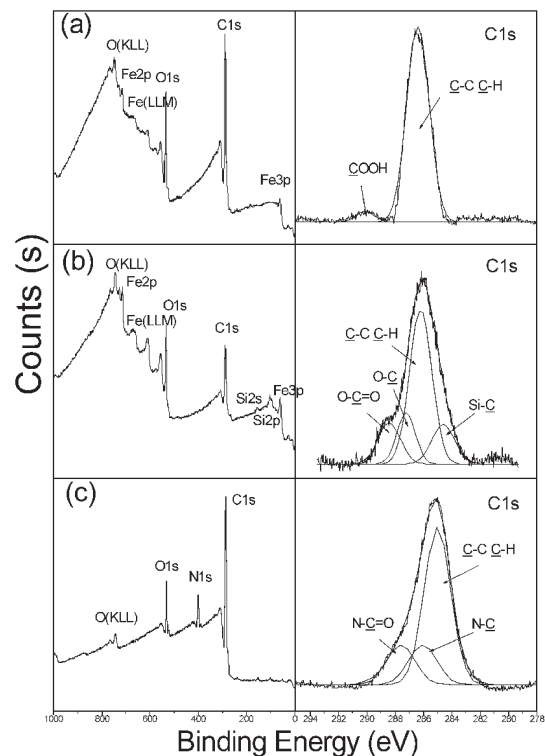 (a)
O(KLL)
Fe2p
O1s
Fe(LLM)
C1s
Fe3p
C1s
C-C C-H
COOH
(b)
O(KLL)
Fe2p
O1s
Fe(LLM)
C1s
Si2s
Fe3p
Si2p
C1s
C-C C-H
O-C
O-C=O
Si-C
(c)
C1s
O1s
N1s
O(KLL)
C1s
C-C C-H
N-C=O
N-C
Counts (s)
1000 800 600 400 200 0 294 292 290 288 286 284 282 280 278
Binding Energy (eV)